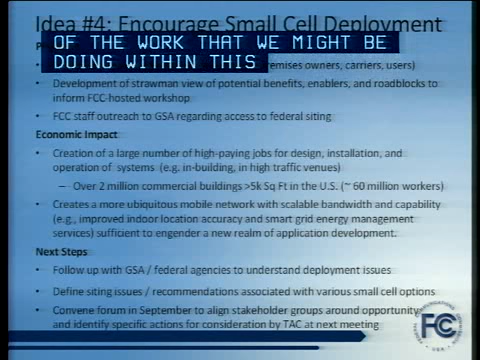 Idea #4: Encourage Small Cell Deployment
OF THE WORK THAT WE MIGHT BE
DOING WITHIN THIS
premises owners, carriers, users)
• Development of strawman view of potential benefits, enablers, and roadblocks to
inform FCC-hosted workshop
• FCC staff outreach to GSA regarding access to federal siting
Economic Impact
• Creation of a large number of high-paying jobs for design, installation, and
operation of systems (e.g. in-building, in high traffic venues)
– Over 2 million commercial buildings >5k Sq Ft in the U.S. (~ 60 million workers)
• Creates a more ubiquitous mobile network with scalable bandwidth and capability
(e.g., improved indoor location accuracy and smart grid energy management
services) sufficient to engender a new realm of application development.
Next Steps
• Follow up with GSA / federal agencies to understand deployment issues
• Define siting issues / recommendations associated with various small cell options
• Convene forum in September to align stakeholder groups around opportunity
and identify specific actions for consideration by TAC at next meeting
FCC
USA